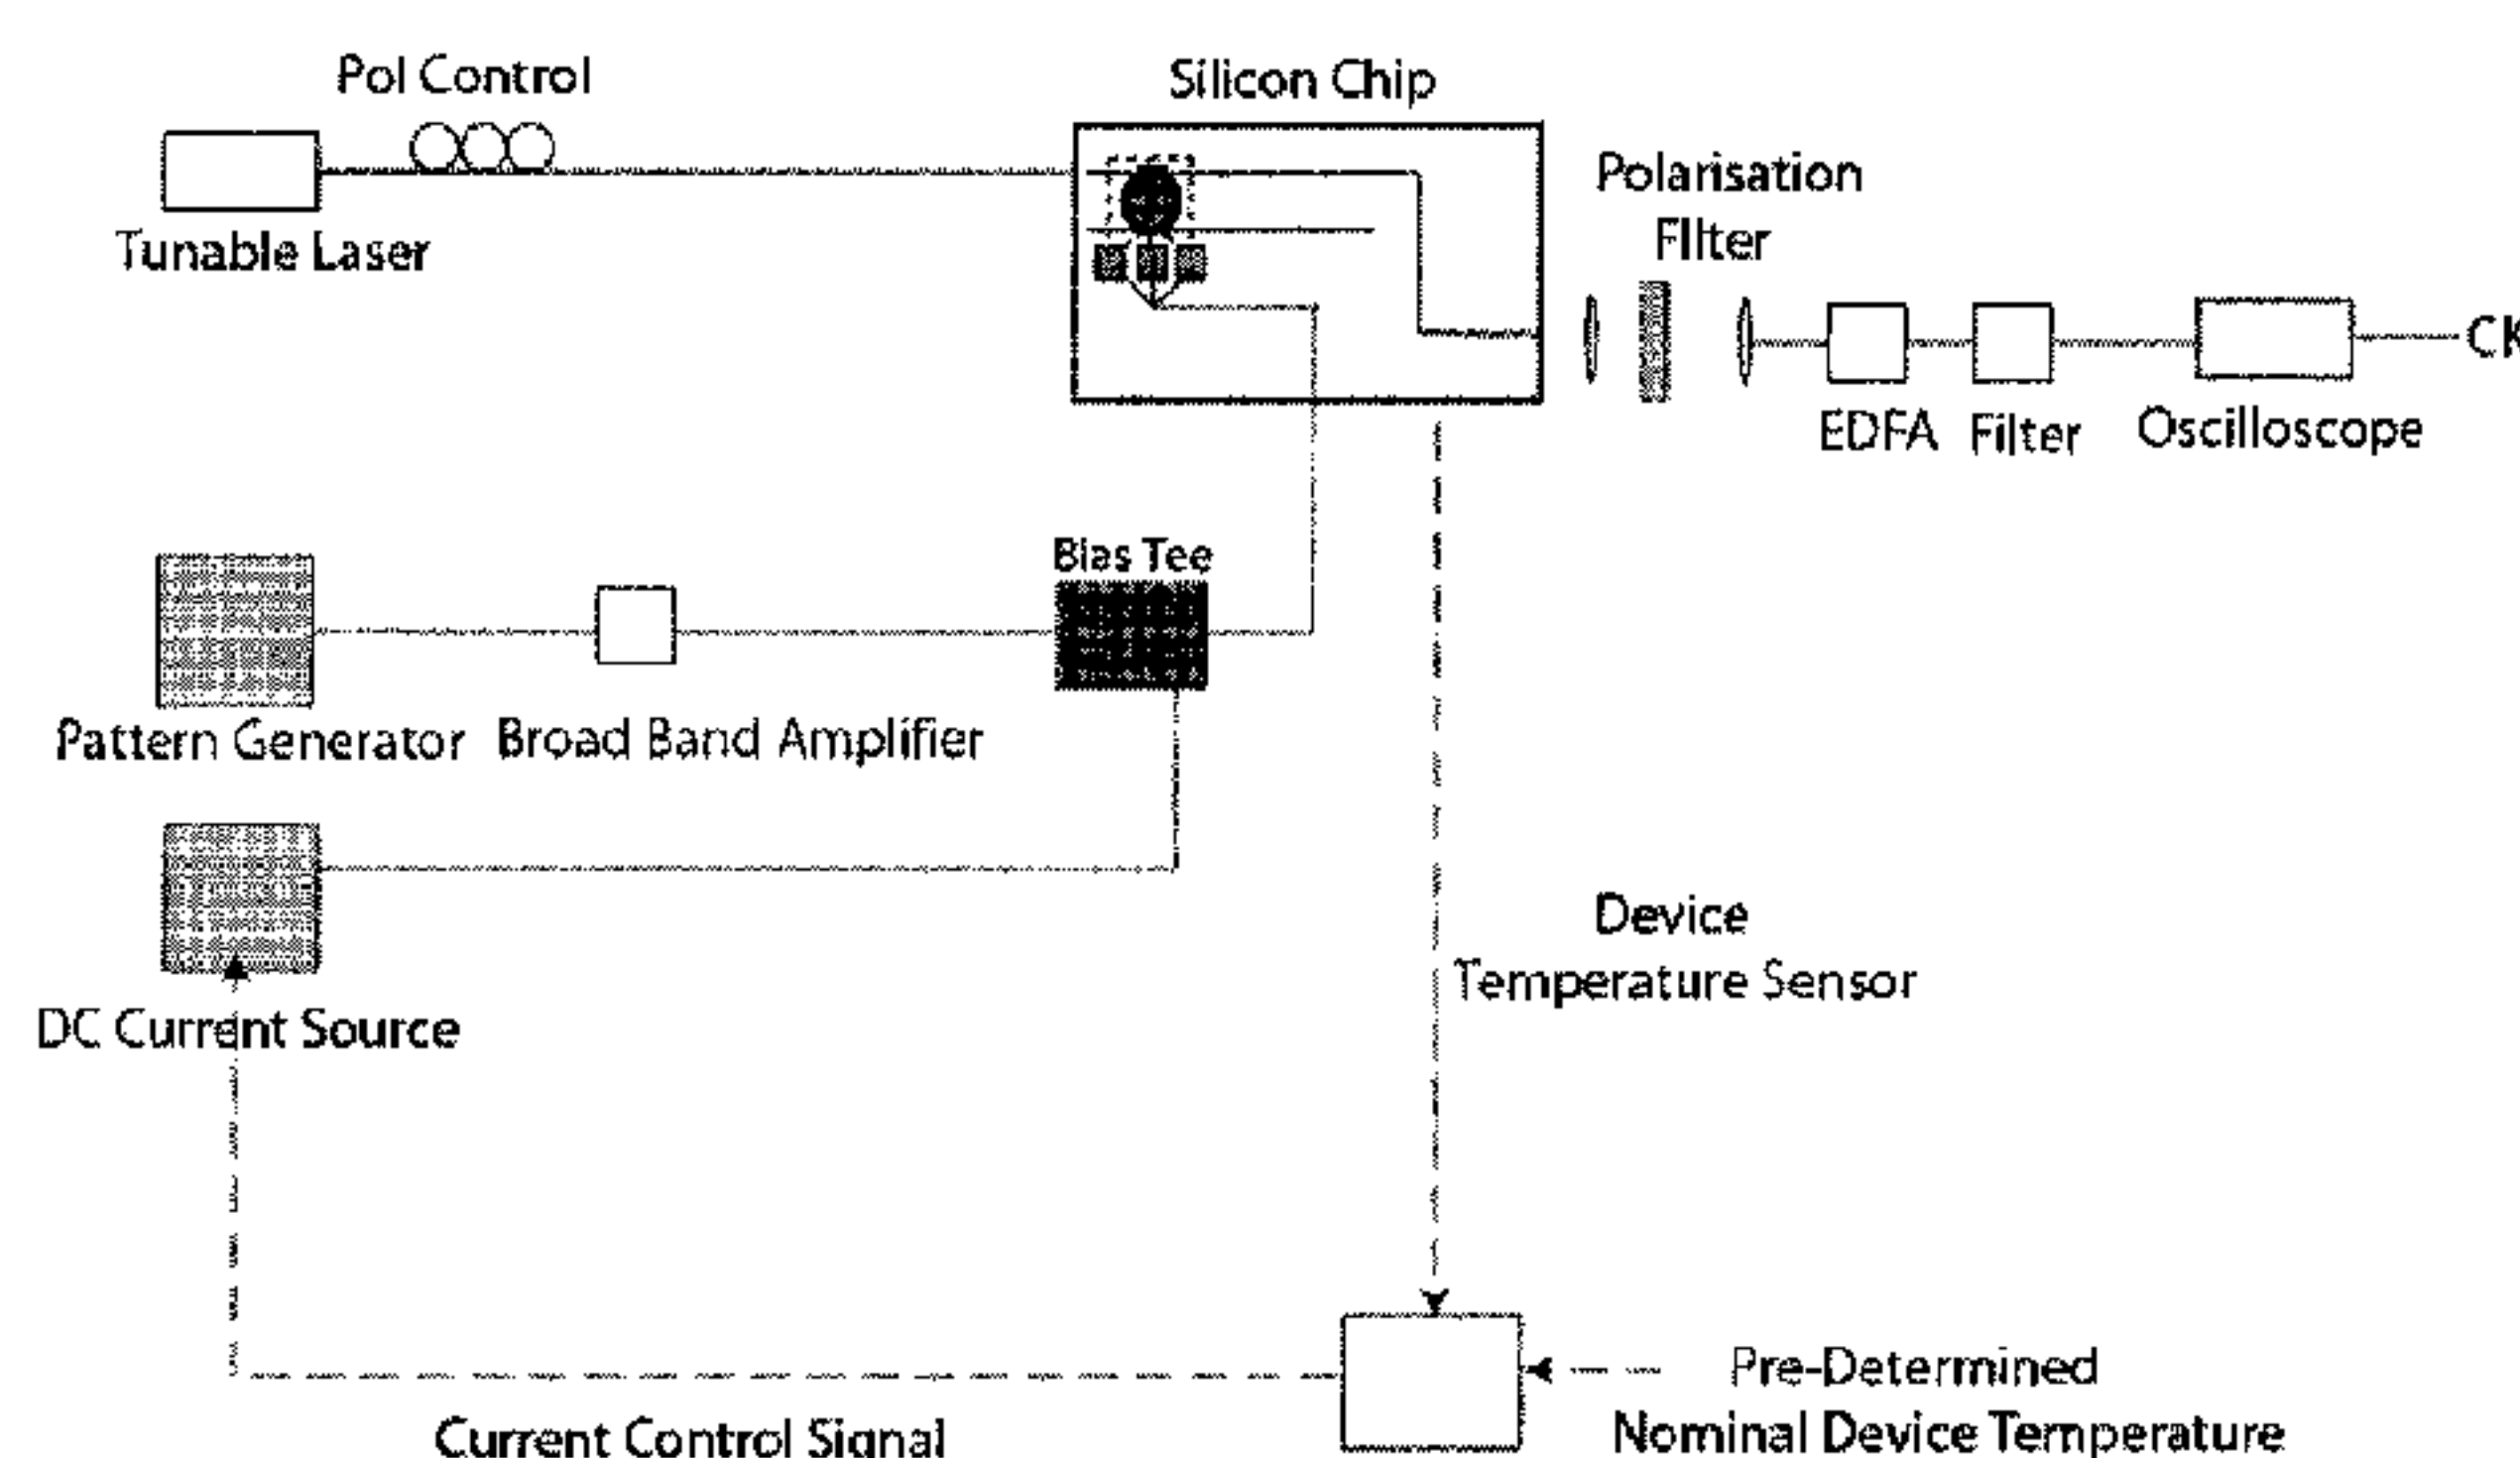 Pol Control
Silicon Chip
Tunable Laser
Polarisation
Filter
EDFA
Filter
Oscilloscope
Bias Tee
Pattern Generator
Broad Band Amplifier
DC Current Source
Device
Temperature Sensor
Pre-Determined
Nominal Device Temperature
Current Control Signal